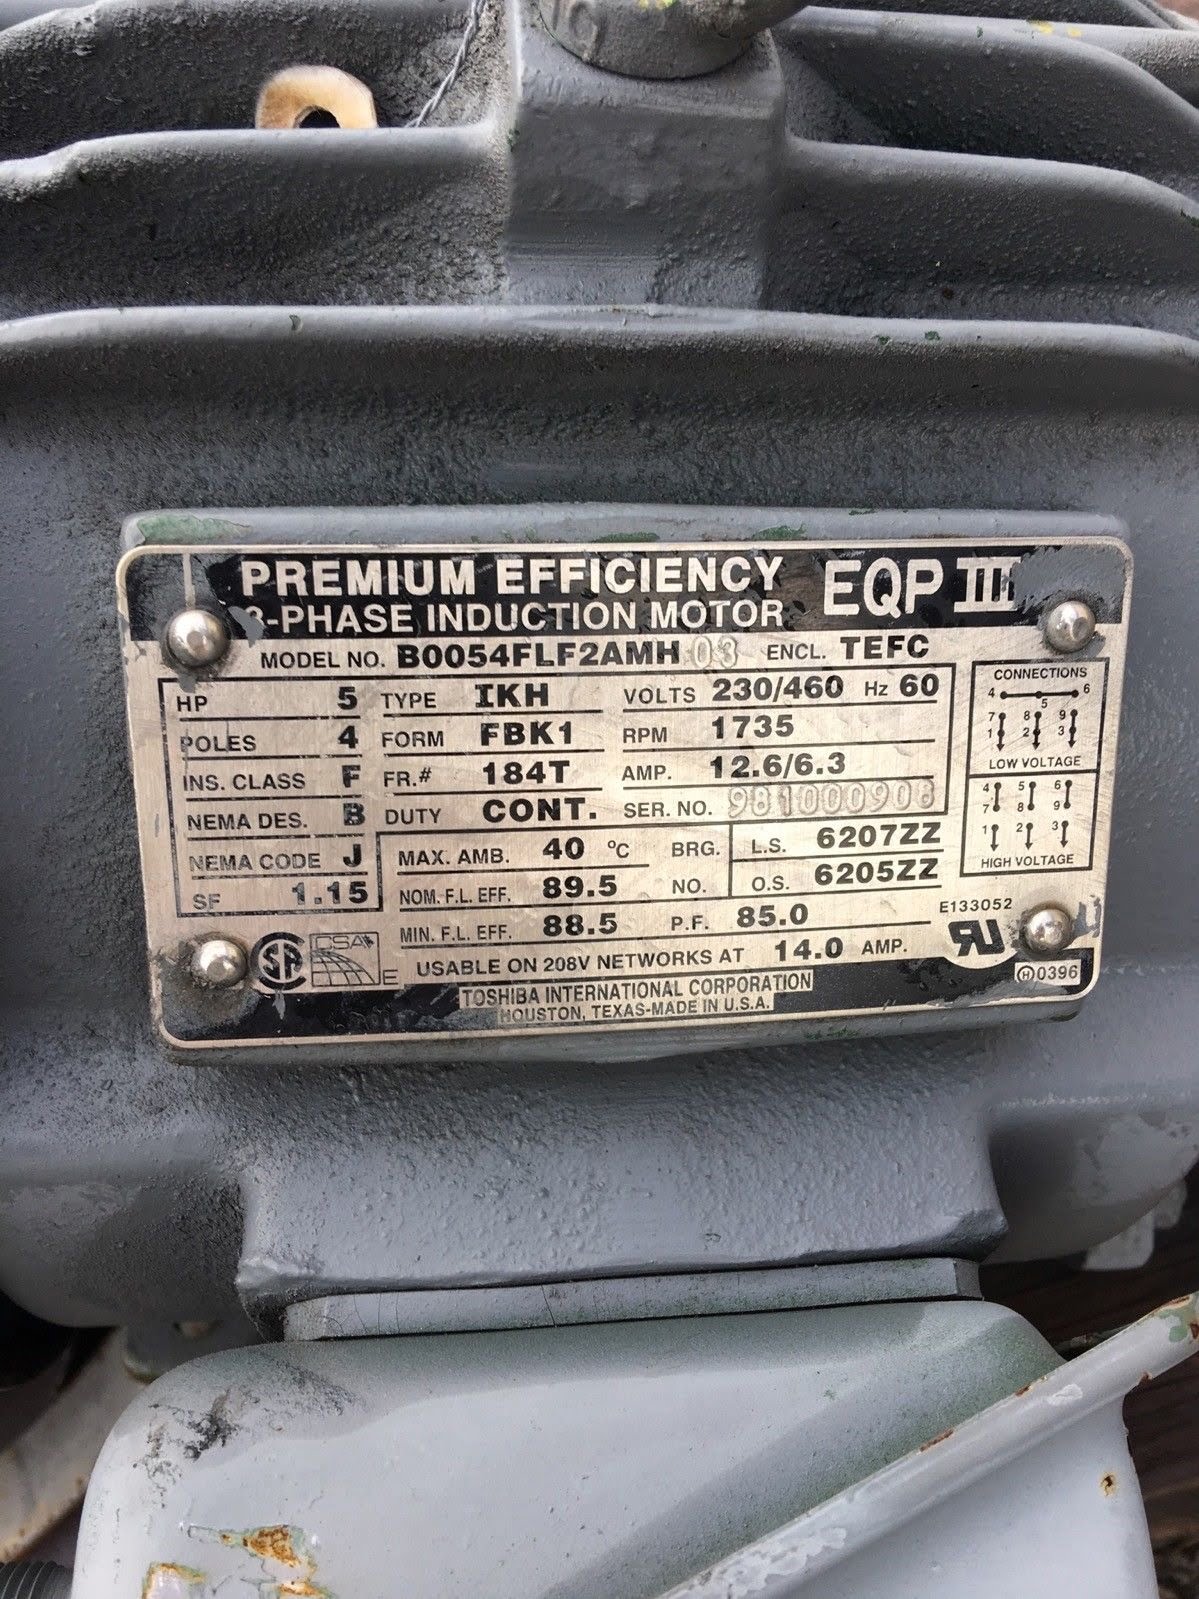 PREMIUM EFFICIENCY EQP III
3-PHASE INDUCTION MOTOR
MODEL NO. B0054FLF2AMH 03 ENCL. TEFC
HP 5 TYPE IKH VOLTS 230/460 Hz 60
POLES 4 FORM FBK1 RPM 1735
INS. CLASS F FR.# 184T AMP. 12.6/6.3
NEMA DES. B DUTY CONT. SER. NO. 981000908
NEMA CODE J MAX. AMB. 40 °C BRG. L.S. 6207ZZ
SF 1.15 NOM. F.L. EFF. 89.5 NO. O.S. 6205ZZ
MIN. F.L. EFF. 88.5 P.F. 85.0
USABLE ON 208V NETWORKS AT 14.0 AMP.
CSA E
TOSHIBA INTERNATIONAL CORPORATION
HOUSTON, TEXAS-MADE IN U.S.A.
CONNECTIONS
4 5 6
7 8 9
1 2 3
LOW VOLTAGE
4 5 6
7 8 9
1 2 3
HIGH VOLTAGE
E133052
H 0396